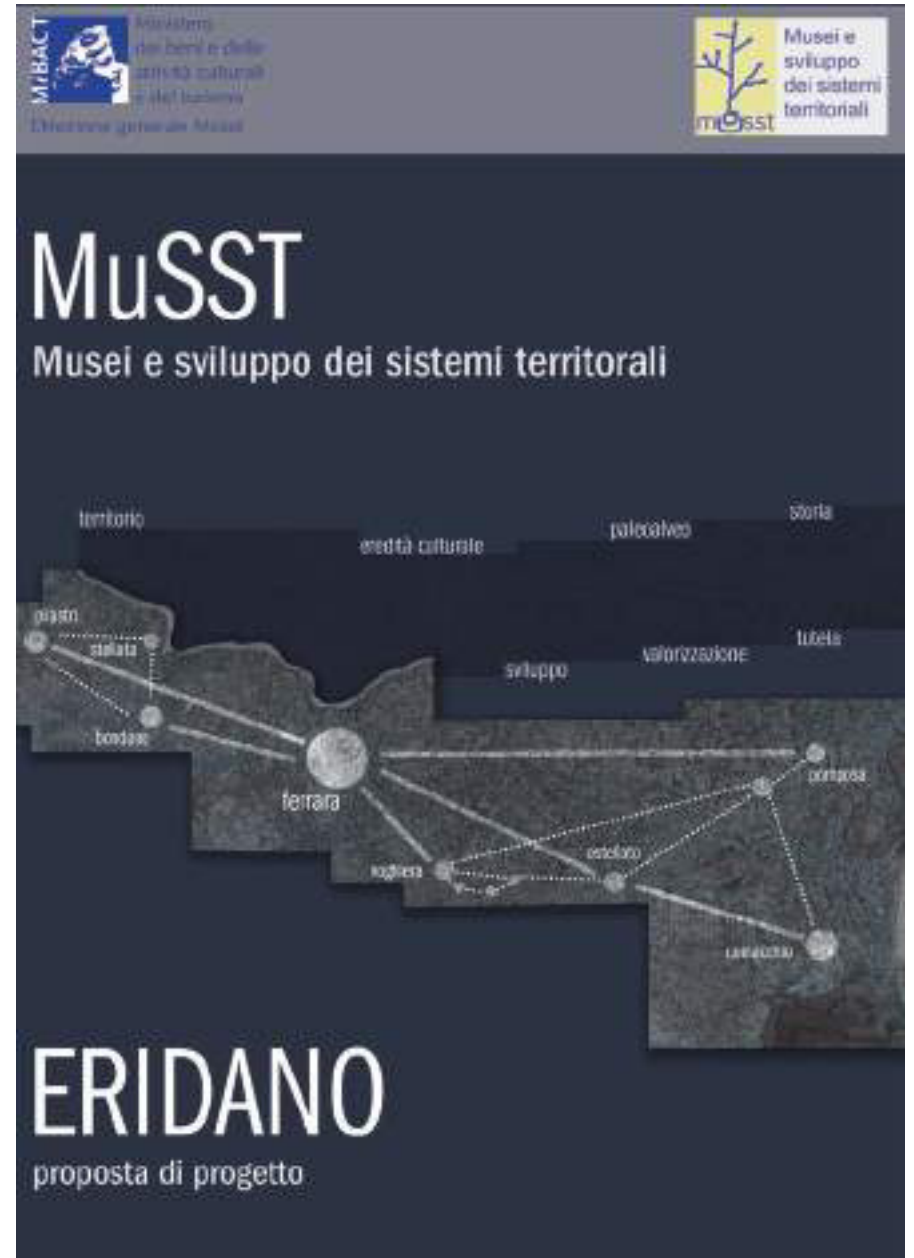 MiBACT
Ministero
dei beni e delle
attività culturali
e del turismo
Direzione generale Musei
Musei e
sviluppo
dei sistemi
territoriali
musst
MuSST
Musei e sviluppo dei sistemi territorali
territorio
eredità culturale
paleoalveo
storia
sviluppo
valorizzazione
tutela
pilastri
stellata
bondeno
ferrara
voghiera
ostellato
pomposa
comacchio
ERIDANO
proposta di progetto